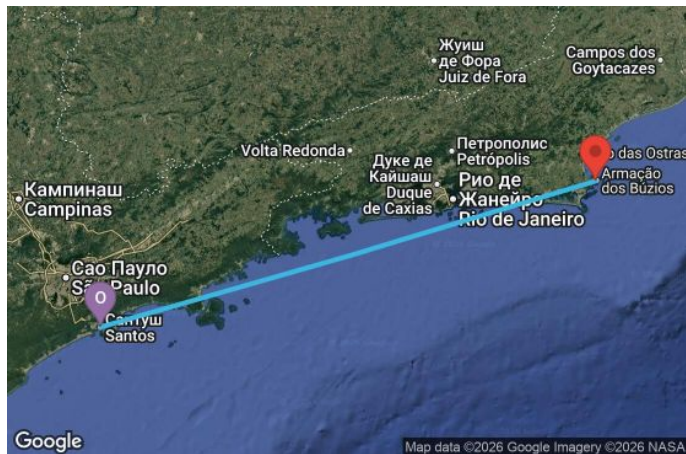 Жуиш
де Фора
Juiz de Fora
Campos dos
Goytacazes
Volta Redonda
Петрополис
Petrópolis
das Ostras
Дуке де
Кайшаш
Duque
de Caxias
Армação
dos Búzios
Рио де
Жанейро
Rio de Janeiro
Кампинаш
Campinas
Сао Пауло
São Paulo
O
Сантуш
Santos
Google
Map data ©2026 Google Imagery ©2026 NASA